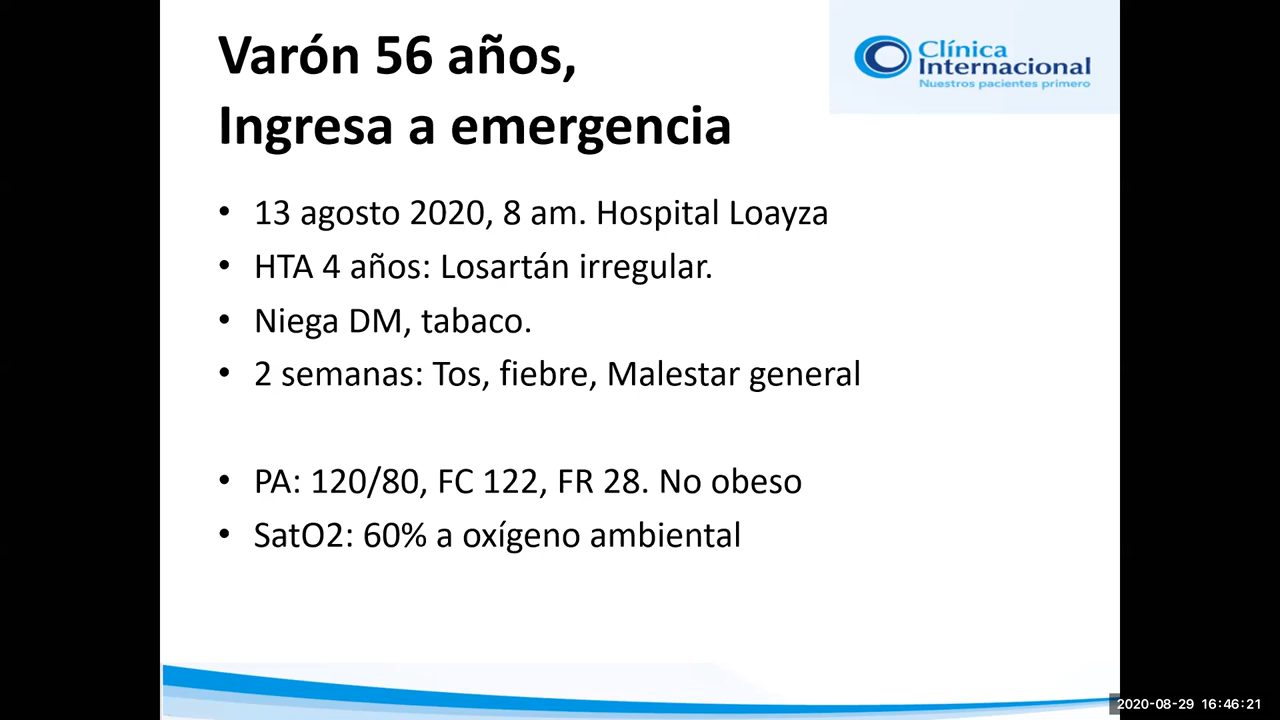 Varón 56 años,
Ingresa a emergencia
Clínica
Internacional
Nuestros pacientes primero
• 13 agosto 2020, 8 am. Hospital Loayza
• HTA 4 años: Losartán irregular.
• Niega DM, tabaco.
• 2 semanas: Tos, fiebre, Malestar general
• PA: 120/80, FC 122, FR 28. No obeso
• SatO2: 60% a oxígeno ambiental
2020-08-29 16:46:21